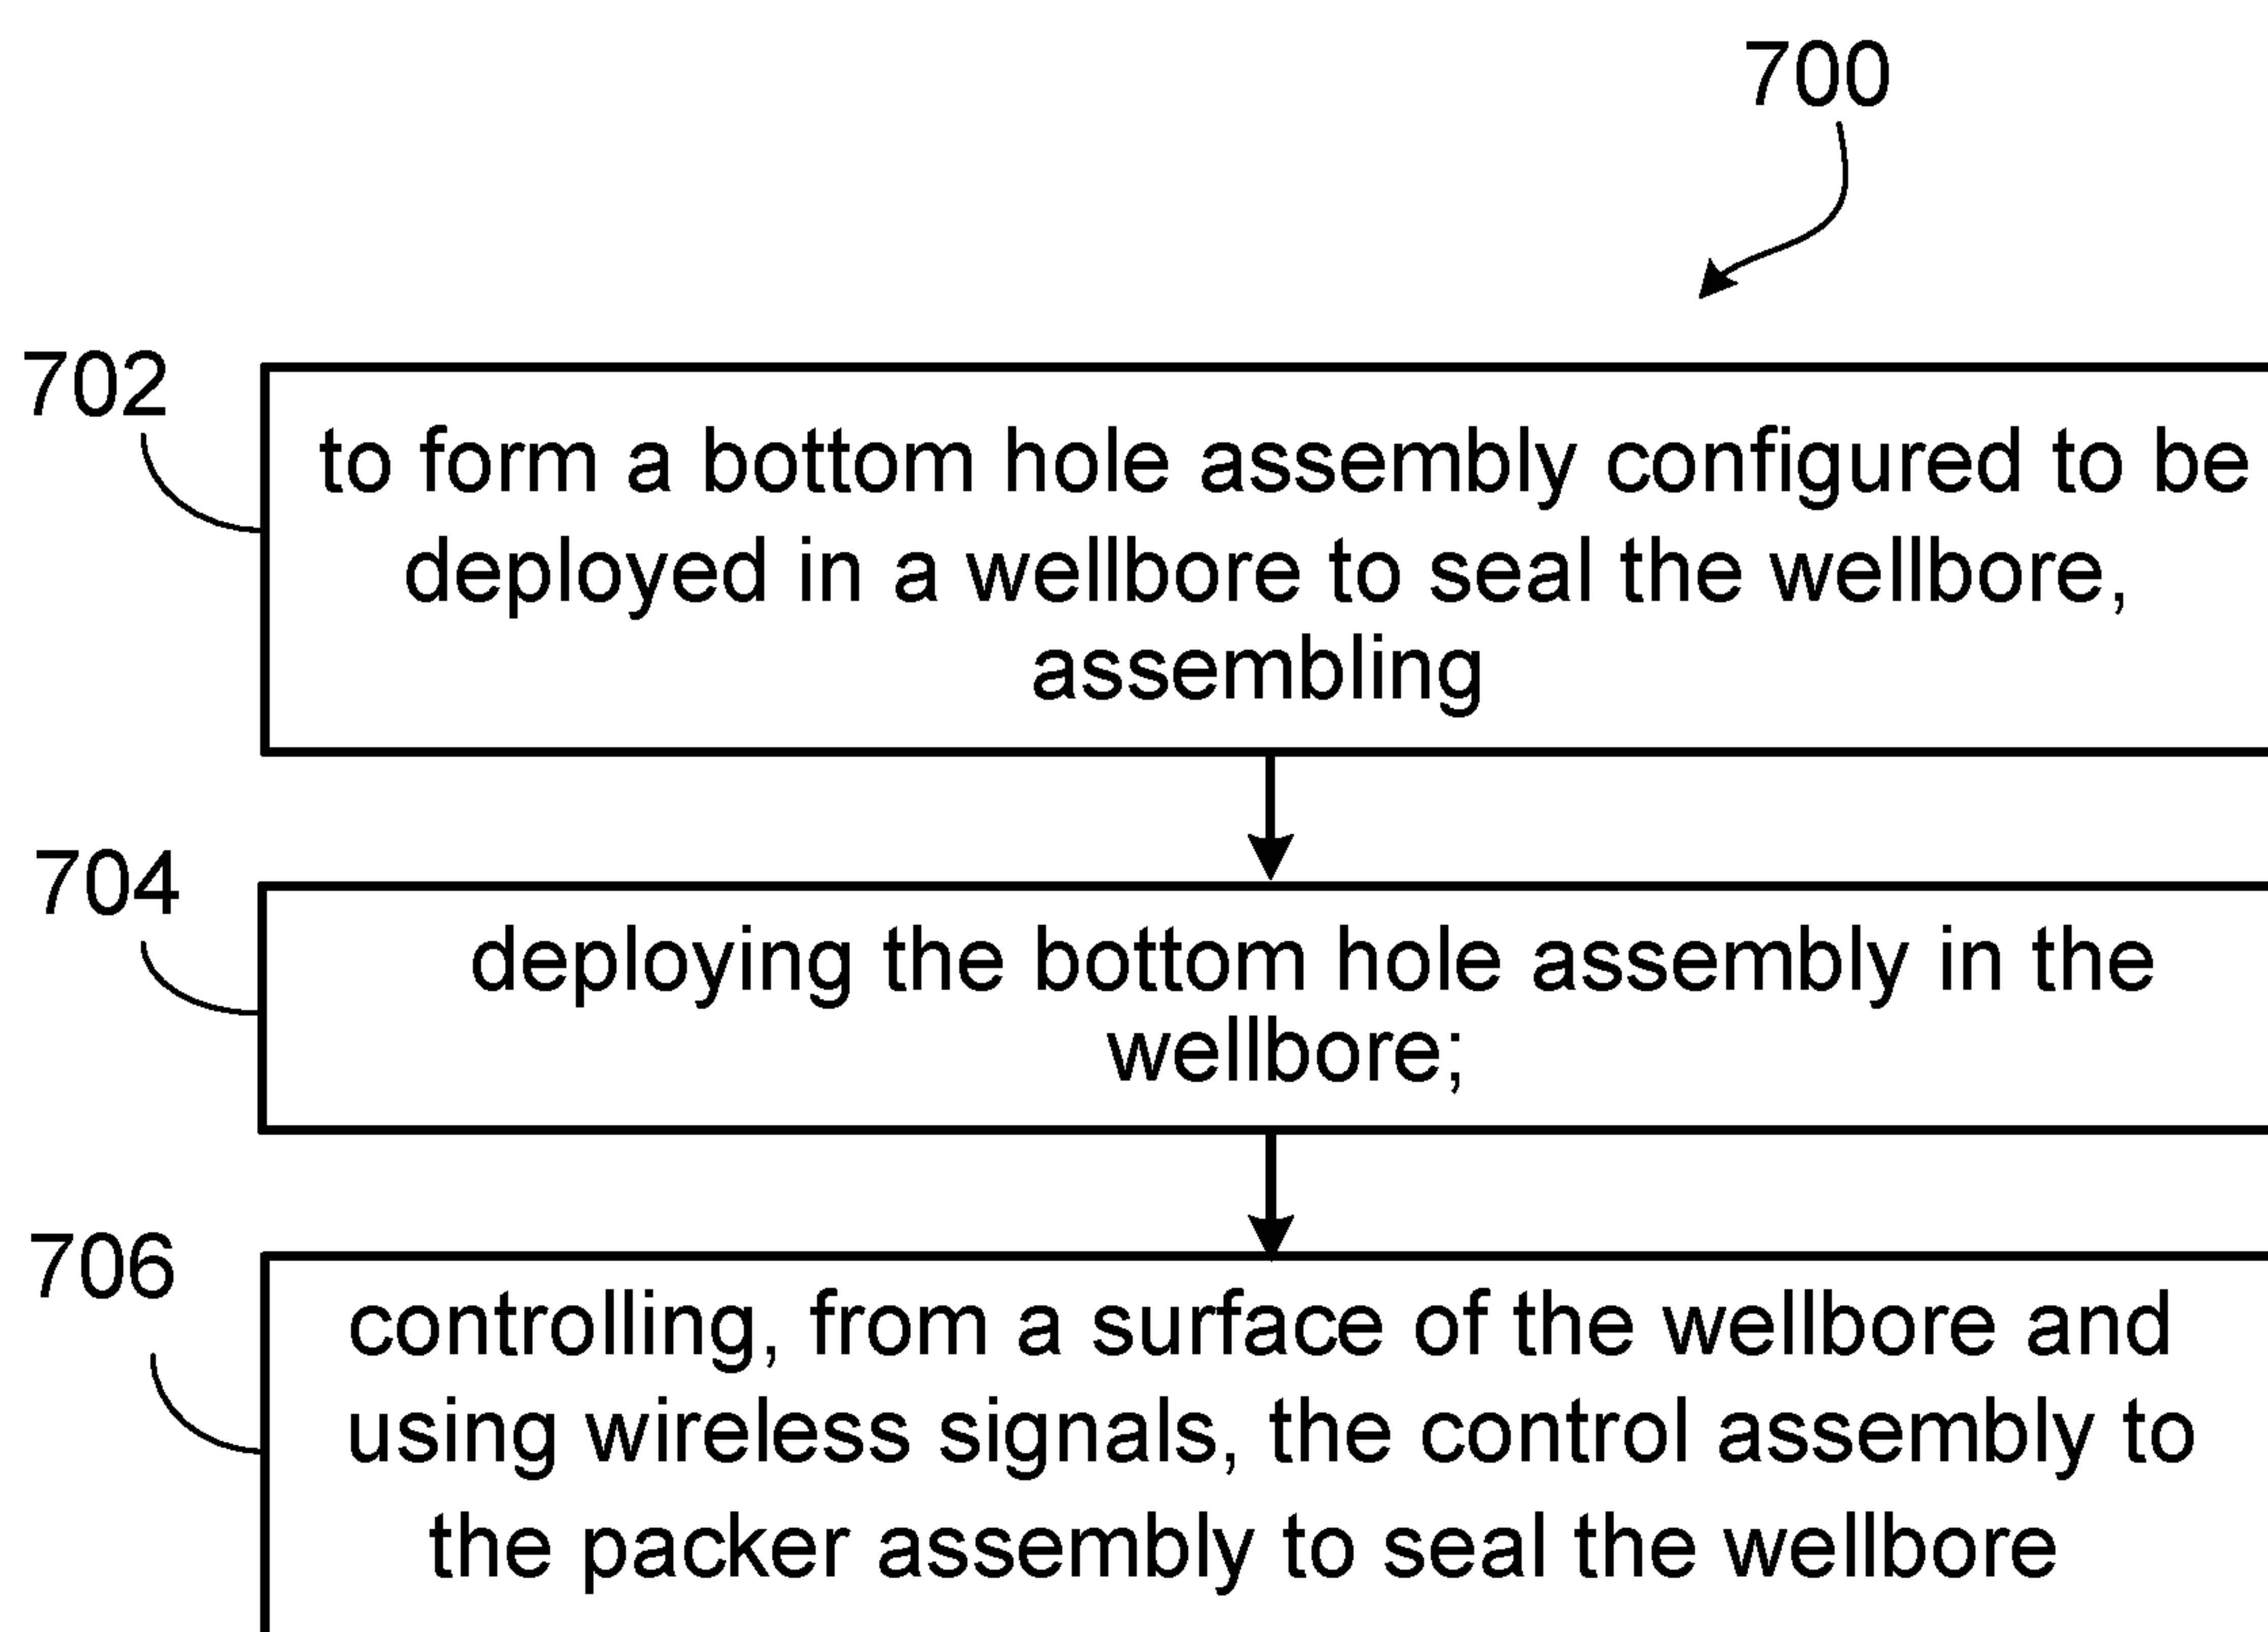 700
702
to form a bottom hole assembly configured to be
deployed in a wellbore to seal the wellbore,
assembling
704
deploying the bottom hole assembly in the
wellbore;
706
controlling, from a surface of the wellbore and
using wireless signals, the control assembly to
the packer assembly to seal the wellbore